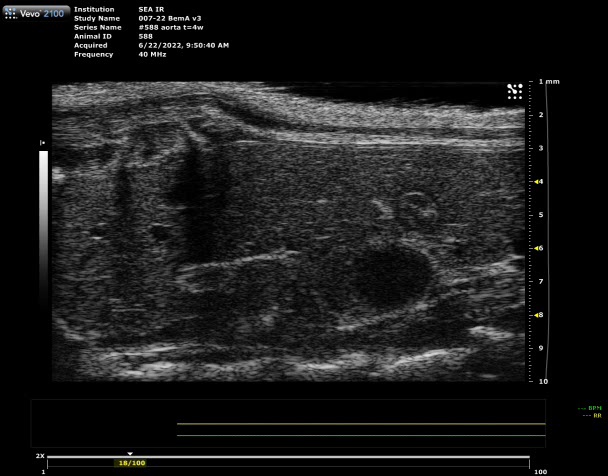 Vevo 2100
Institution SEA IR
Study Name 007-22 BemA v3
Series Name #588 aorta t=4w
Animal ID 588
Acquired 6/22/2022, 9:50:40 AM
Frequency 40 MHz
1 mm
2
3
4
5
6
7
8
9
10
--- BPM
--- RR
2X
18/100
1 100